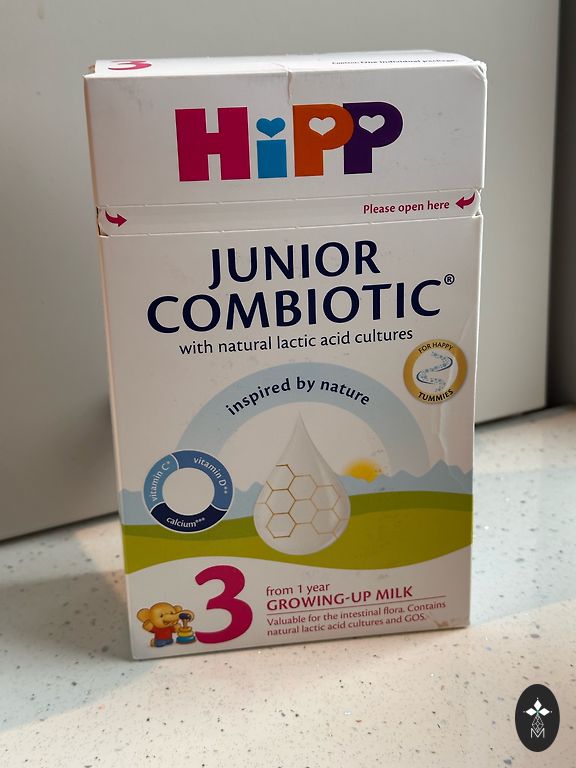 3
HiPP
Please open here
JUNIOR
COMBIOTIC®
with natural lactic acid cultures
FOR HAPPY
TUMMIES
inspired by nature
vitamin C*
vitamin D**
calcium***
3
from 1 year
GROWING-UP MILK
Valuable for the intestinal flora. Contains
natural lactic acid cultures and GOS.
M